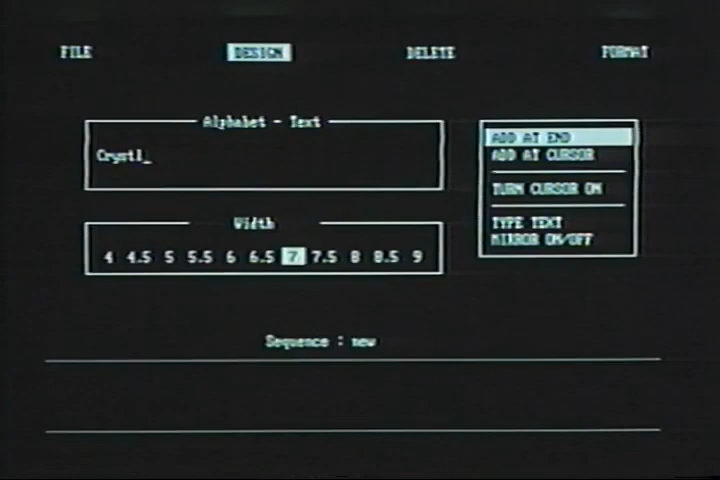 FILE DESIGN DELETE FORMAT
Alphabet - Text
Crystl_
ADD AT END
ADD AT CURSOR
TURN CURSOR ON
TYPE TEXT
MIRROR ON/OFF
Width
4 4.5 5 5.5 6 6.5 7 7.5 8 8.5 9
Sequence : new